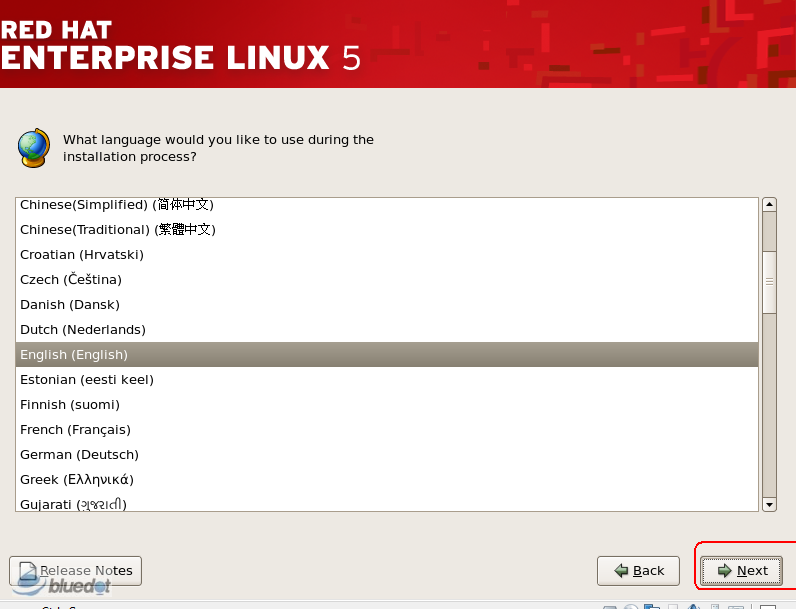 RED HAT
ENTERPRISE LINUX 5
What language would you like to use during the
installation process?
Chinese(Simplified) (简体中文)
Chinese(Traditional) (繁體中文)
Croatian (Hrvatski)
Czech (Čeština)
Danish (Dansk)
Dutch (Nederlands)
English (English)
Estonian (eesti keel)
Finnish (suomi)
French (Français)
German (Deutsch)
Greek (Ελληνικά)
Gujarati (ગુજરાતી)
Release Notes
Back
Next
bluedot